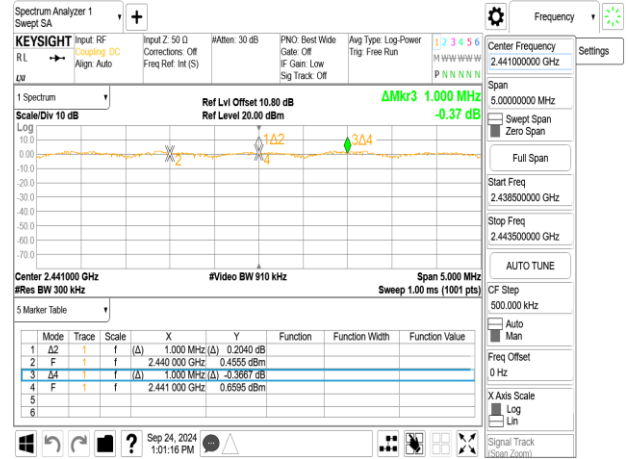 Spectrum Analyzer 1
Swept SA
Frequency
Settings
KEYSIGHT
RL
LNI
Input: RF
Coupling: DC
Align: Auto
Input Z: 50 Ω
Corrections: Off
Freq Ref: Int (S)
#Atten: 30 dB
PNO: Best Wide
Gate: Off
IF Gain: Low
Sig Track: Off
Avg Type: Log-Power
Trig: Free Run
1 2 3 4 5 6
M W W W W W
P N N N N N
1 Spectrum
Scale/Div 10 dB
Ref Lvl Offset 10.80 dB
Ref Level 20.00 dBm
ΔMkr3 1.000 MHz
-0.37 dB
Log
10.0
0.00
-10.0
-20.0
-30.0
-40.0
-50.0
-60.0
-70.0
1Δ2
3Δ4
2
4
Center 2.441000 GHz
#Res BW 300 kHz
#Video BW 910 kHz
Span 5.000 MHz
Sweep 1.00 ms (1001 pts)
5 Marker Table
Mode Trace Scale X Y Function Function Width Function Value
1 Δ2 1 f (Δ) 1.000 MHz (Δ) 0.2040 dB
2 F 1 f 2.440 000 GHz 0.4555 dBm
3 Δ4 1 f (Δ) 1.000 MHz (Δ) -0.3667 dB
4 F 1 f 2.441 000 GHz 0.6595 dBm
5
6
Sep 24, 2024
1:01:16 PM
?
Center Frequency
2.441000000 GHz
Span
5.00000000 MHz
Swept Span
Zero Span
Full Span
Start Freq
2.438500000 GHz
Stop Freq
2.443500000 GHz
AUTO TUNE
CF Step
500.000 kHz
Auto
Man
Freq Offset
0 Hz
X Axis Scale
Log
Lin
Signal Track
(Span Zoom)